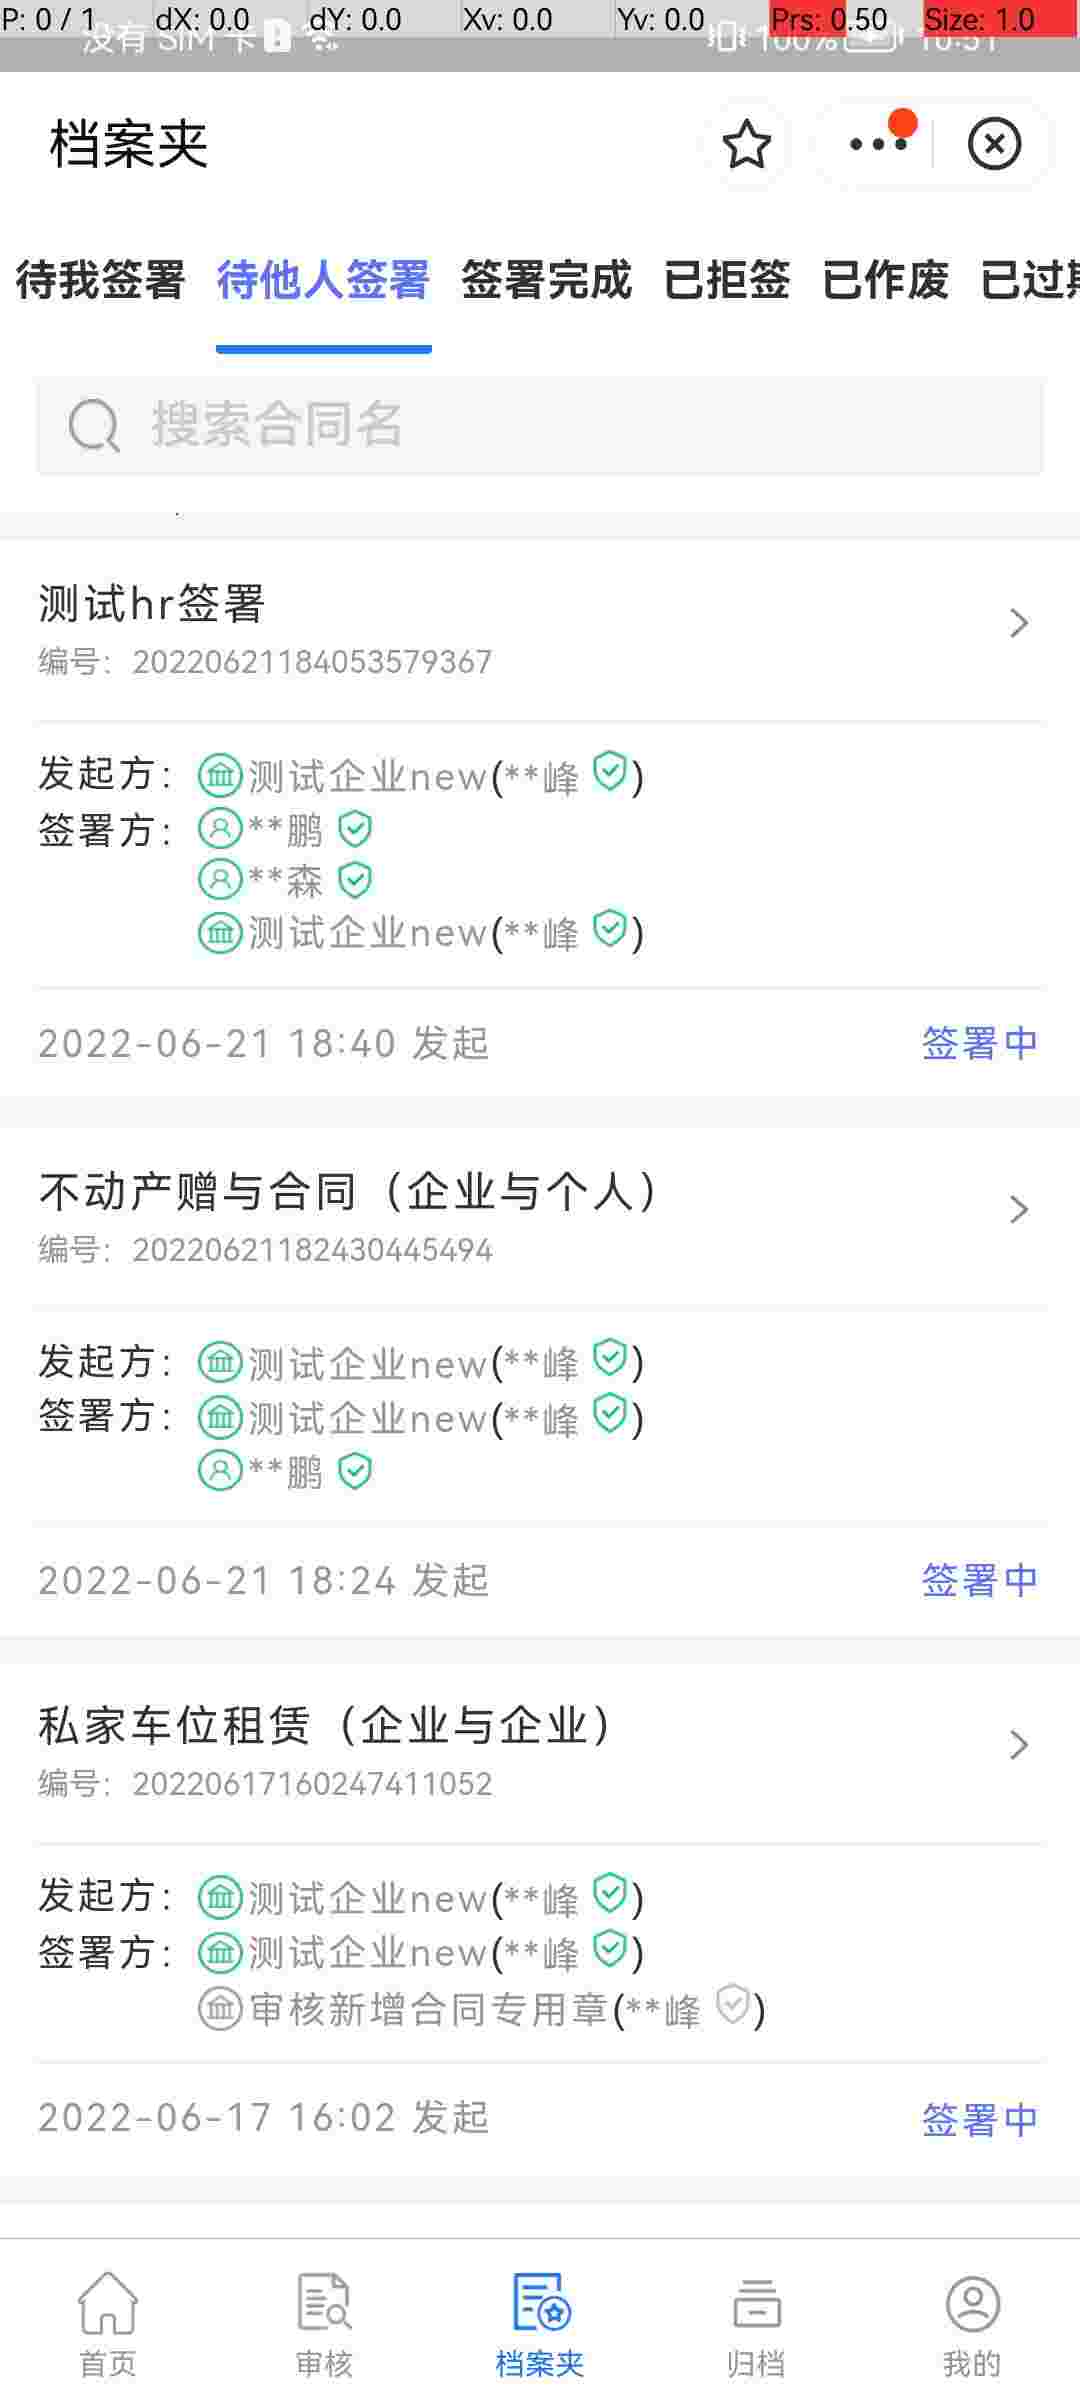 P: 0 / 1 dX: 0.0 dY: 0.0 Xv: 0.0 Yv: 0.0 Prs: 0.50 Size: 1.0
没有 SIM 卡 100%
档案夹
待我签署 待他人签署 签署完成 已拒签 已作废 已过期
搜索合同名
测试hr签署
编号: 20220621184053579367
发起方: 测试企业new(**峰)
签署方: **鹏
**森
测试企业new(**峰)
2022-06-21 18:40 发起 签署中
不动产赠与合同（企业与个人）
编号: 20220621182430445494
发起方: 测试企业new(**峰)
签署方: 测试企业new(**峰)
**鹏
2022-06-21 18:24 发起 签署中
私家车位租赁（企业与企业）
编号: 20220617160247411052
发起方: 测试企业new(**峰)
签署方: 测试企业new(**峰)
审核新增合同专用章(**峰)
2022-06-17 16:02 发起 签署中
首页 审核 档案夹 归档 我的